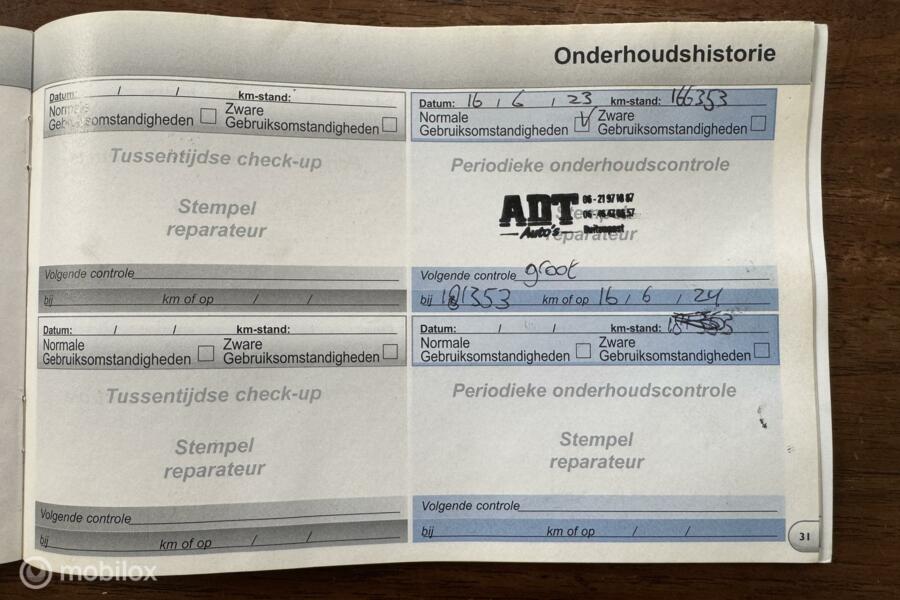 Onderhoudshistorie
Datum: / / km-stand:
Normale Zware
Gebruiksomstandigheden Gebruiksomstandigheden
Tussentijdse check-up
Stempel
reparateur
Volgende controle
bij km of op / /
Datum: 16 / 6 / 23 km-stand: 166353
Normale Zware
Gebruiksomstandigheden Gebruiksomstandigheden
Periodieke onderhoudscontrole
Stempel
reparateur
ADT
Auto's
Volgende controle groot
bij 181353 km of op 16 / 6 / 24
Datum: / / km-stand:
Normale Zware
Gebruiksomstandigheden Gebruiksomstandigheden
Tussentijdse check-up
Stempel
reparateur
Volgende controle
bij km of op / /
Datum: / / km-stand:
Normale Zware
Gebruiksomstandigheden Gebruiksomstandigheden
Periodieke onderhoudscontrole
Stempel
reparateur
Volgende controle
bij km of op / /
31
mobilox